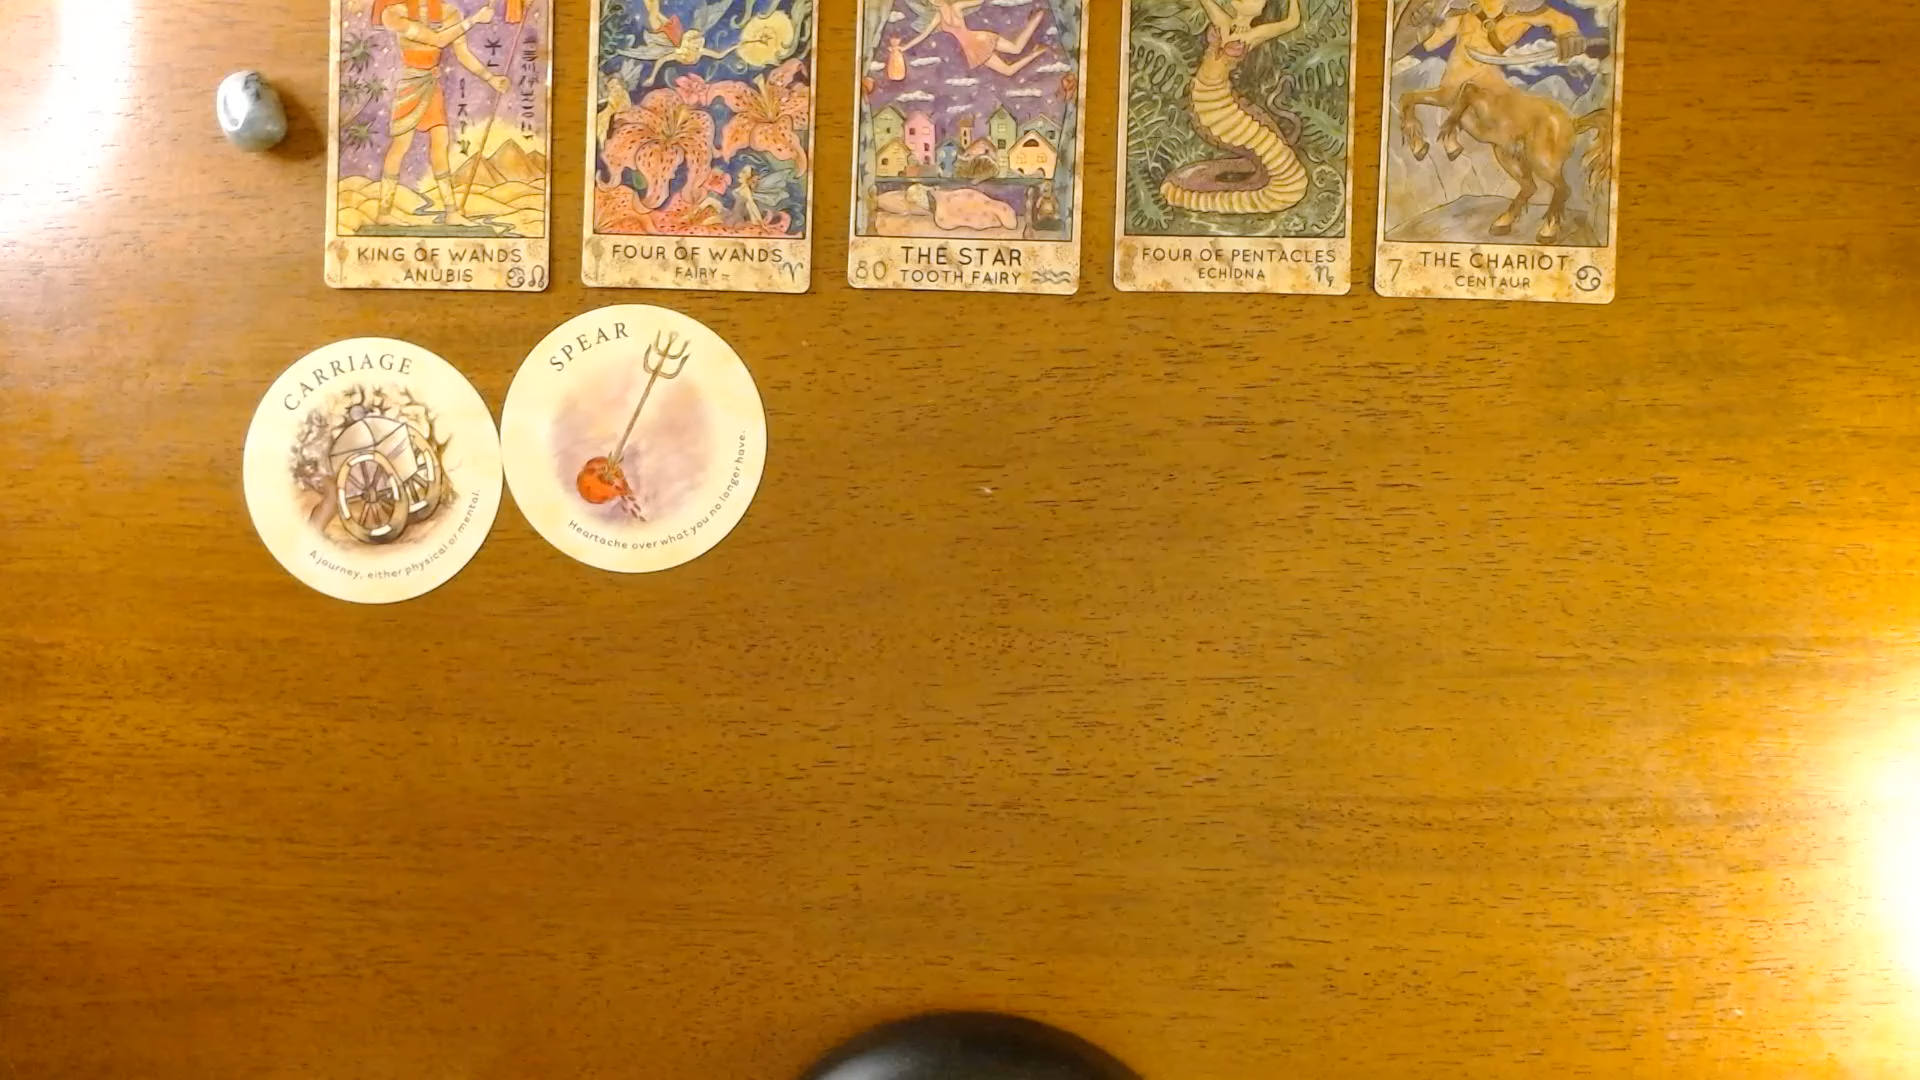 KING OF WANDS
ANUBIS
FOUR OF WANDS
FAIRY
80
THE STAR
TOOTH FAIRY
FOUR OF PENTACLES
ECHIDNA
7
THE CHARIOT
CENTAUR
CARRIAGE
A journey, either physical or mental.
SPEAR
Heartache over what you no longer have.